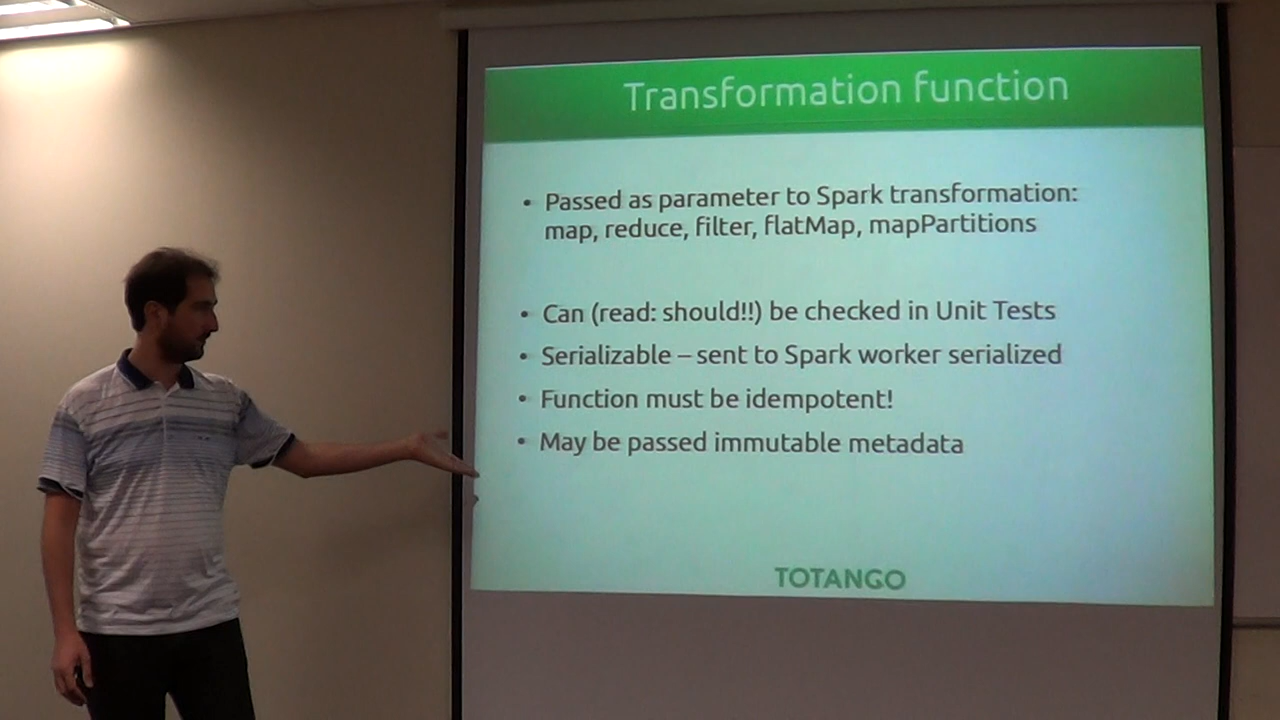 Transformation function
• Passed as parameter to Spark transformation:
map, reduce, filter, flatMap, mapPartitions
• Can (read: should!!) be checked in Unit Tests
• Serializable – sent to Spark worker serialized
• Function must be idempotent!
• May be passed immutable metadata
TOTANGO